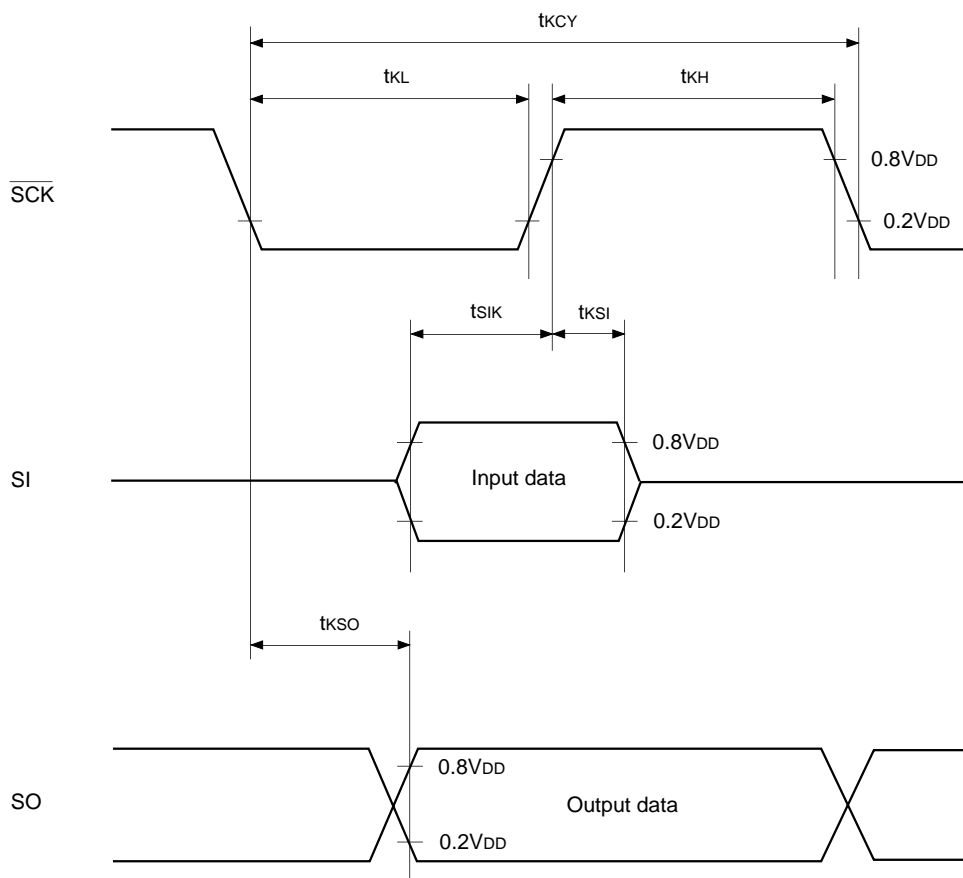 tKCY
tKL
tKH
0.8VDD
SCK
0.2VDD
tSIK
tKSI
0.8VDD
SI
Input data
0.2VDD
tKSO
0.8VDD
SO
Output data
0.2VDD